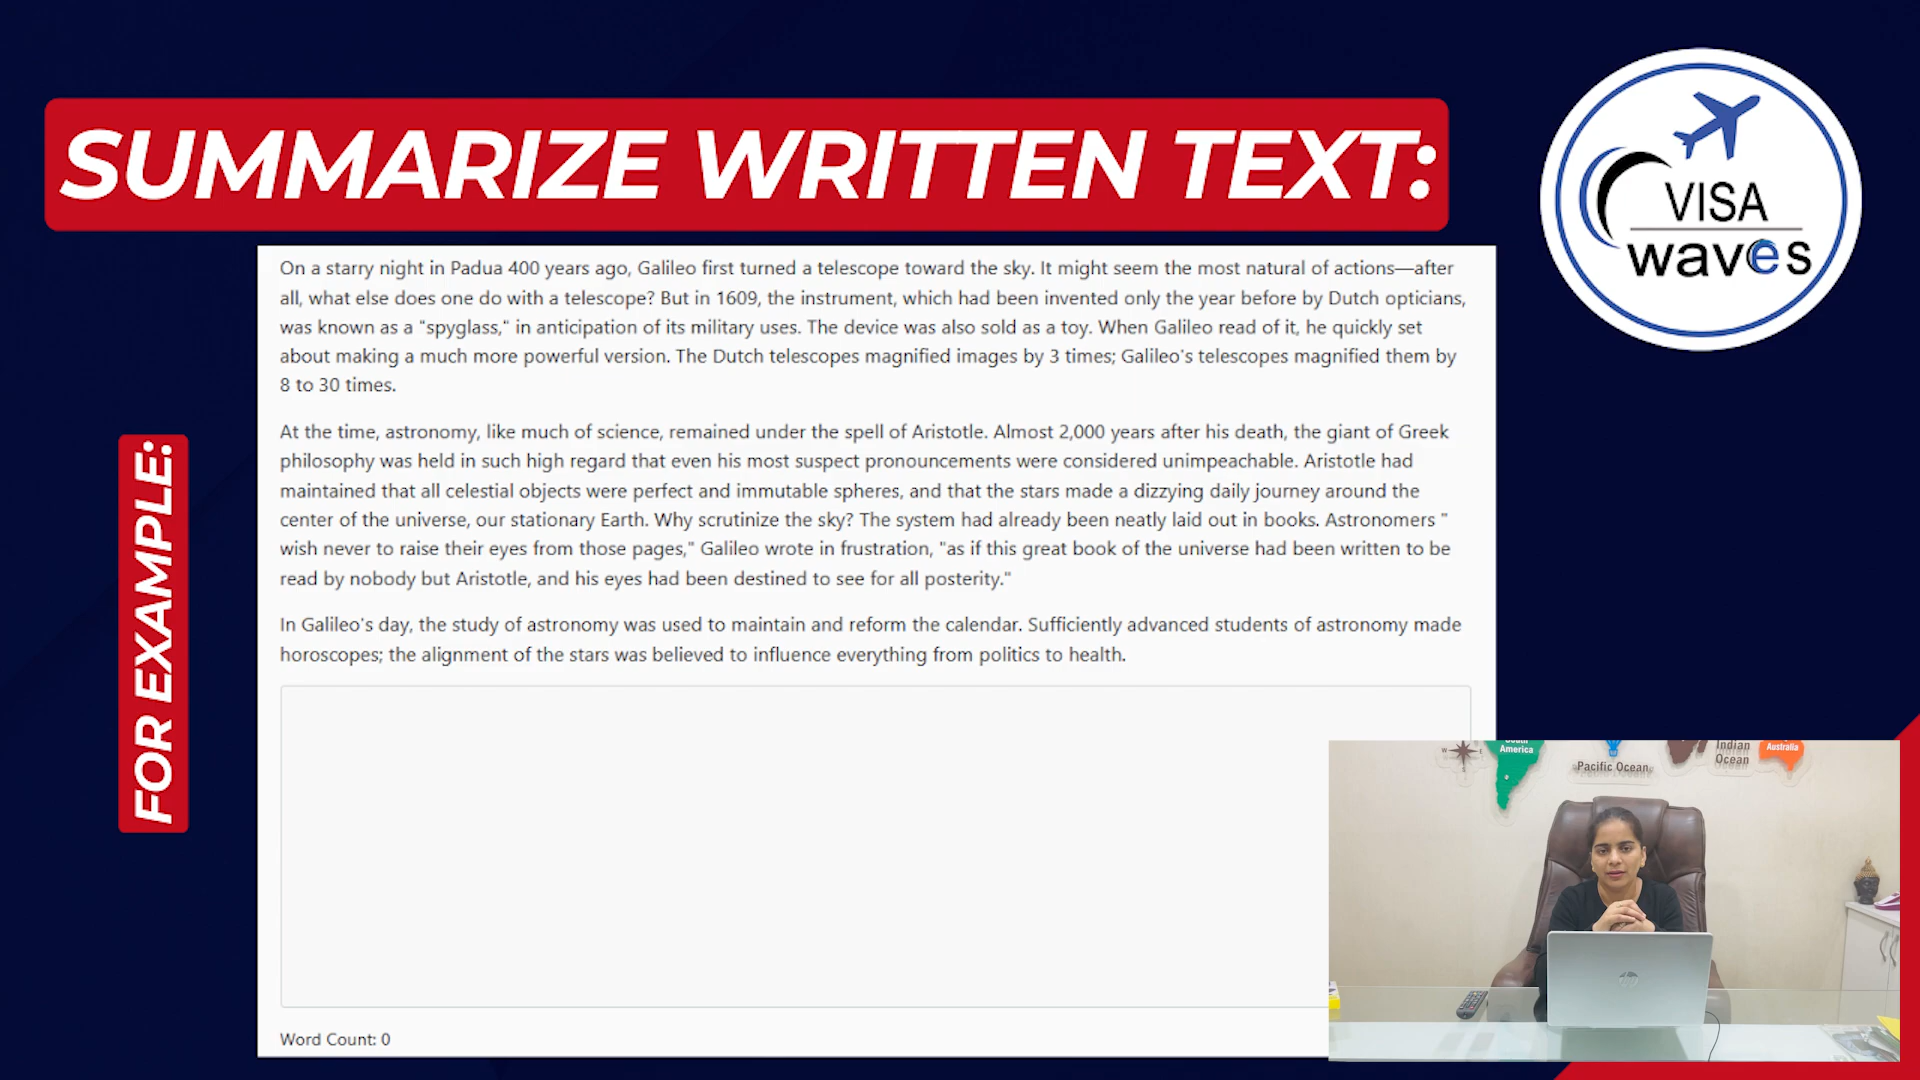 SUMMARIZE WRITTEN TEXT:
VISA
waves
On a starry night in Padua 400 years ago, Galileo first turned a telescope toward the sky. It might seem the most natural of actions—after
all, what else does one do with a telescope? But in 1609, the instrument, which had been invented only the year before by Dutch opticians,
was known as a "spyglass," in anticipation of its military uses. The device was also sold as a toy. When Galileo read of it, he quickly set
about making a much more powerful version. The Dutch telescopes magnified images by 3 times; Galileo's telescopes magnified them by
8 to 30 times.
At the time, astronomy, like much of science, remained under the spell of Aristotle. Almost 2,000 years after his death, the giant of Greek
philosophy was held in such high regard that even his most suspect pronouncements were considered unimpeachable. Aristotle had
maintained that all celestial objects were perfect and immutable spheres, and that the stars made a dizzying daily journey around the
center of the universe, our stationary Earth. Why scrutinize the sky? The system had already been neatly laid out in books. Astronomers "
wish never to raise their eyes from those pages," Galileo wrote in frustration, "as if this great book of the universe had been written to be
read by nobody but Aristotle, and his eyes had been destined to see for all posterity."
In Galileo's day, the study of astronomy was used to maintain and reform the calendar. Sufficiently advanced students of astronomy made
horoscopes; the alignment of the stars was believed to influence everything from politics to health.
FOR EXAMPLE:
Word Count: 0
W E
South
America
Pacific Ocean
Indian
Ocean
Australia
hp